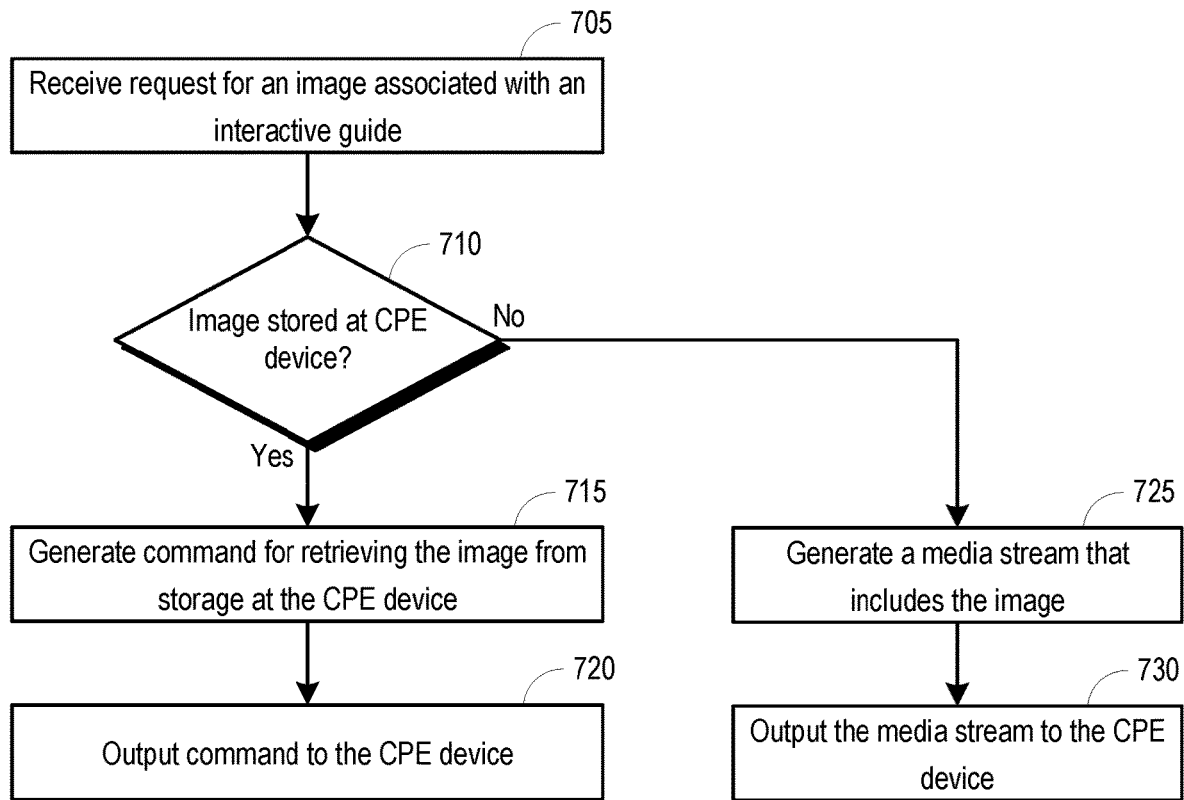 705
Receive request for an image associated with an
interactive guide
710
Image stored at CPE
device?
No
Yes
715
Generate command for retrieving the image from
storage at the CPE device
725
Generate a media stream that
includes the image
720
Output command to the CPE device
730
Output the media stream to the CPE
device